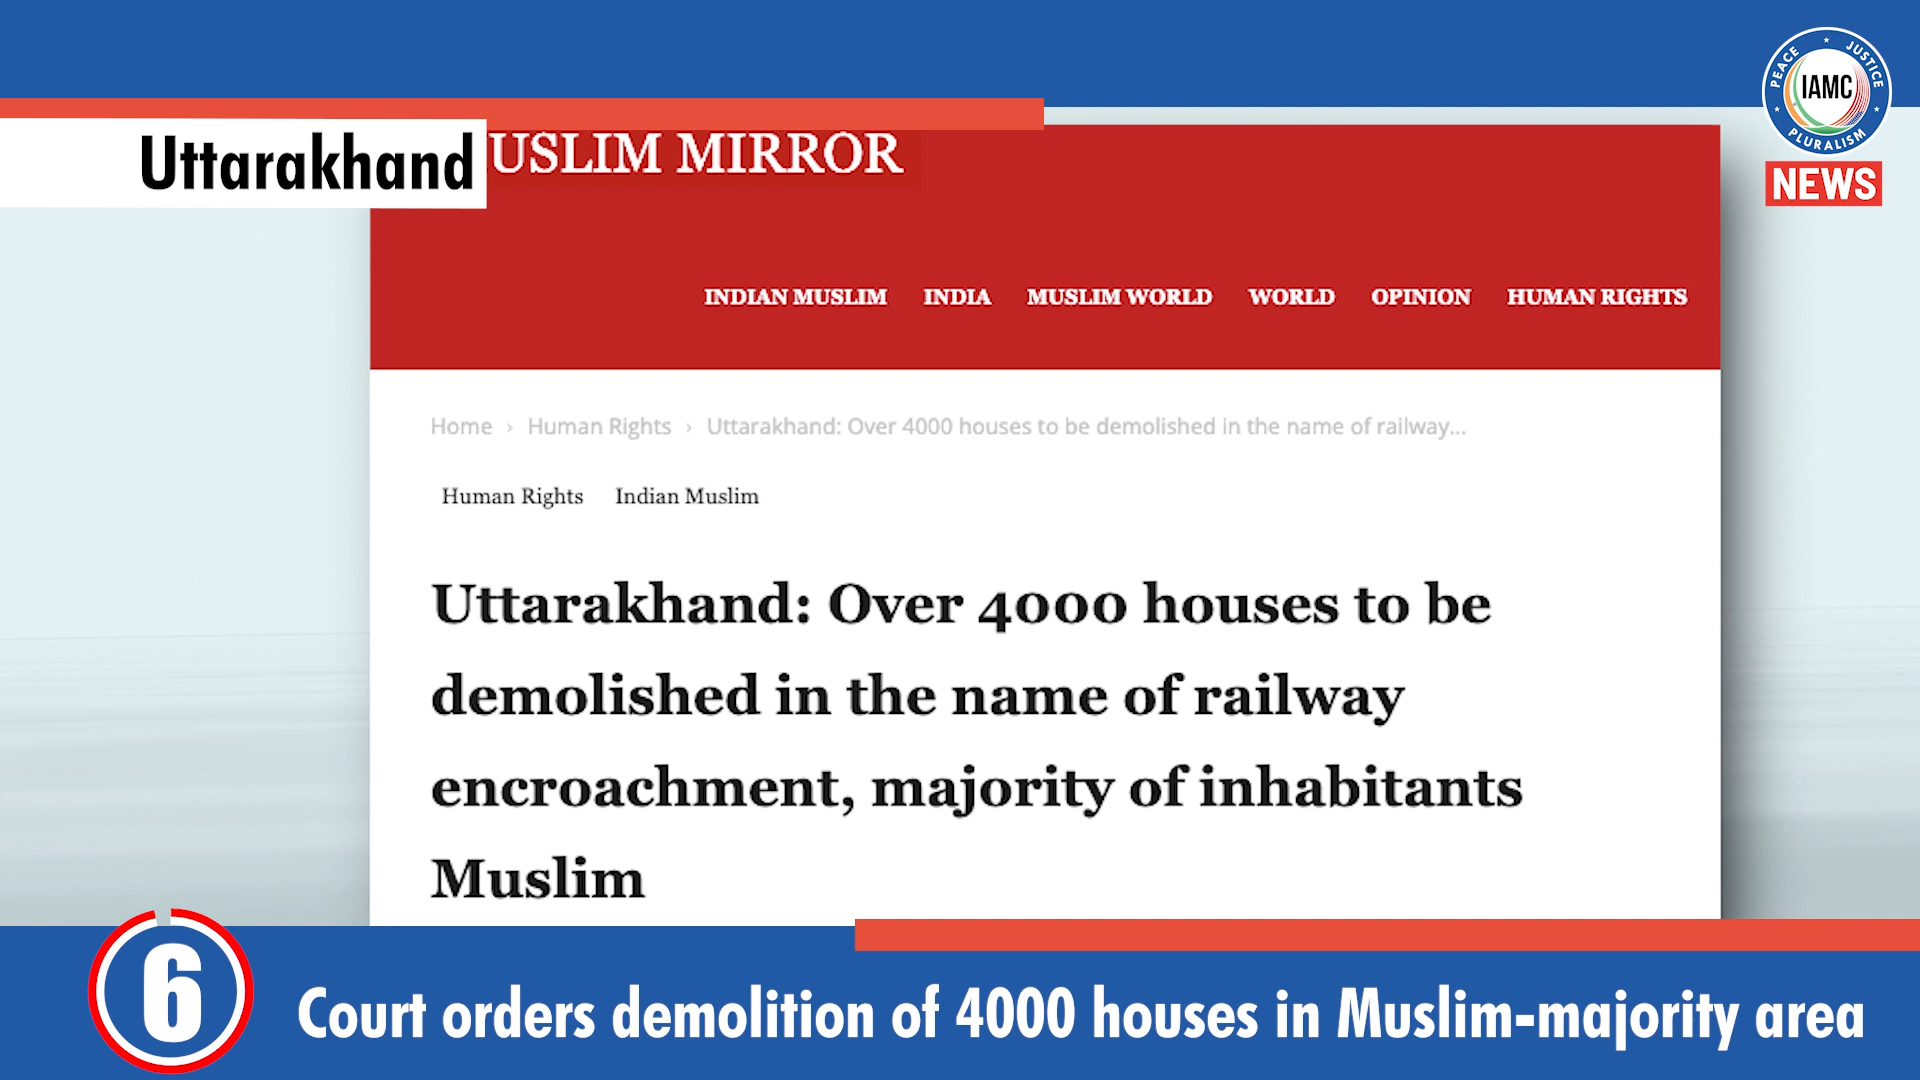 PEACE ★ JUSTICE
IAMC
★ PLURALISM ★
NEWS
Uttarakhand
USLIM MIRROR
INDIAN MUSLIM INDIA MUSLIM WORLD WORLD OPINION HUMAN RIGHTS
Home › Human Rights › Uttarakhand: Over 4000 houses to be demolished in the name of railway...
Human Rights Indian Muslim
Uttarakhand: Over 4000 houses to be
demolished in the name of railway
encroachment, majority of inhabitants
Muslim
6
Court orders demolition of 4000 houses in Muslim-majority area